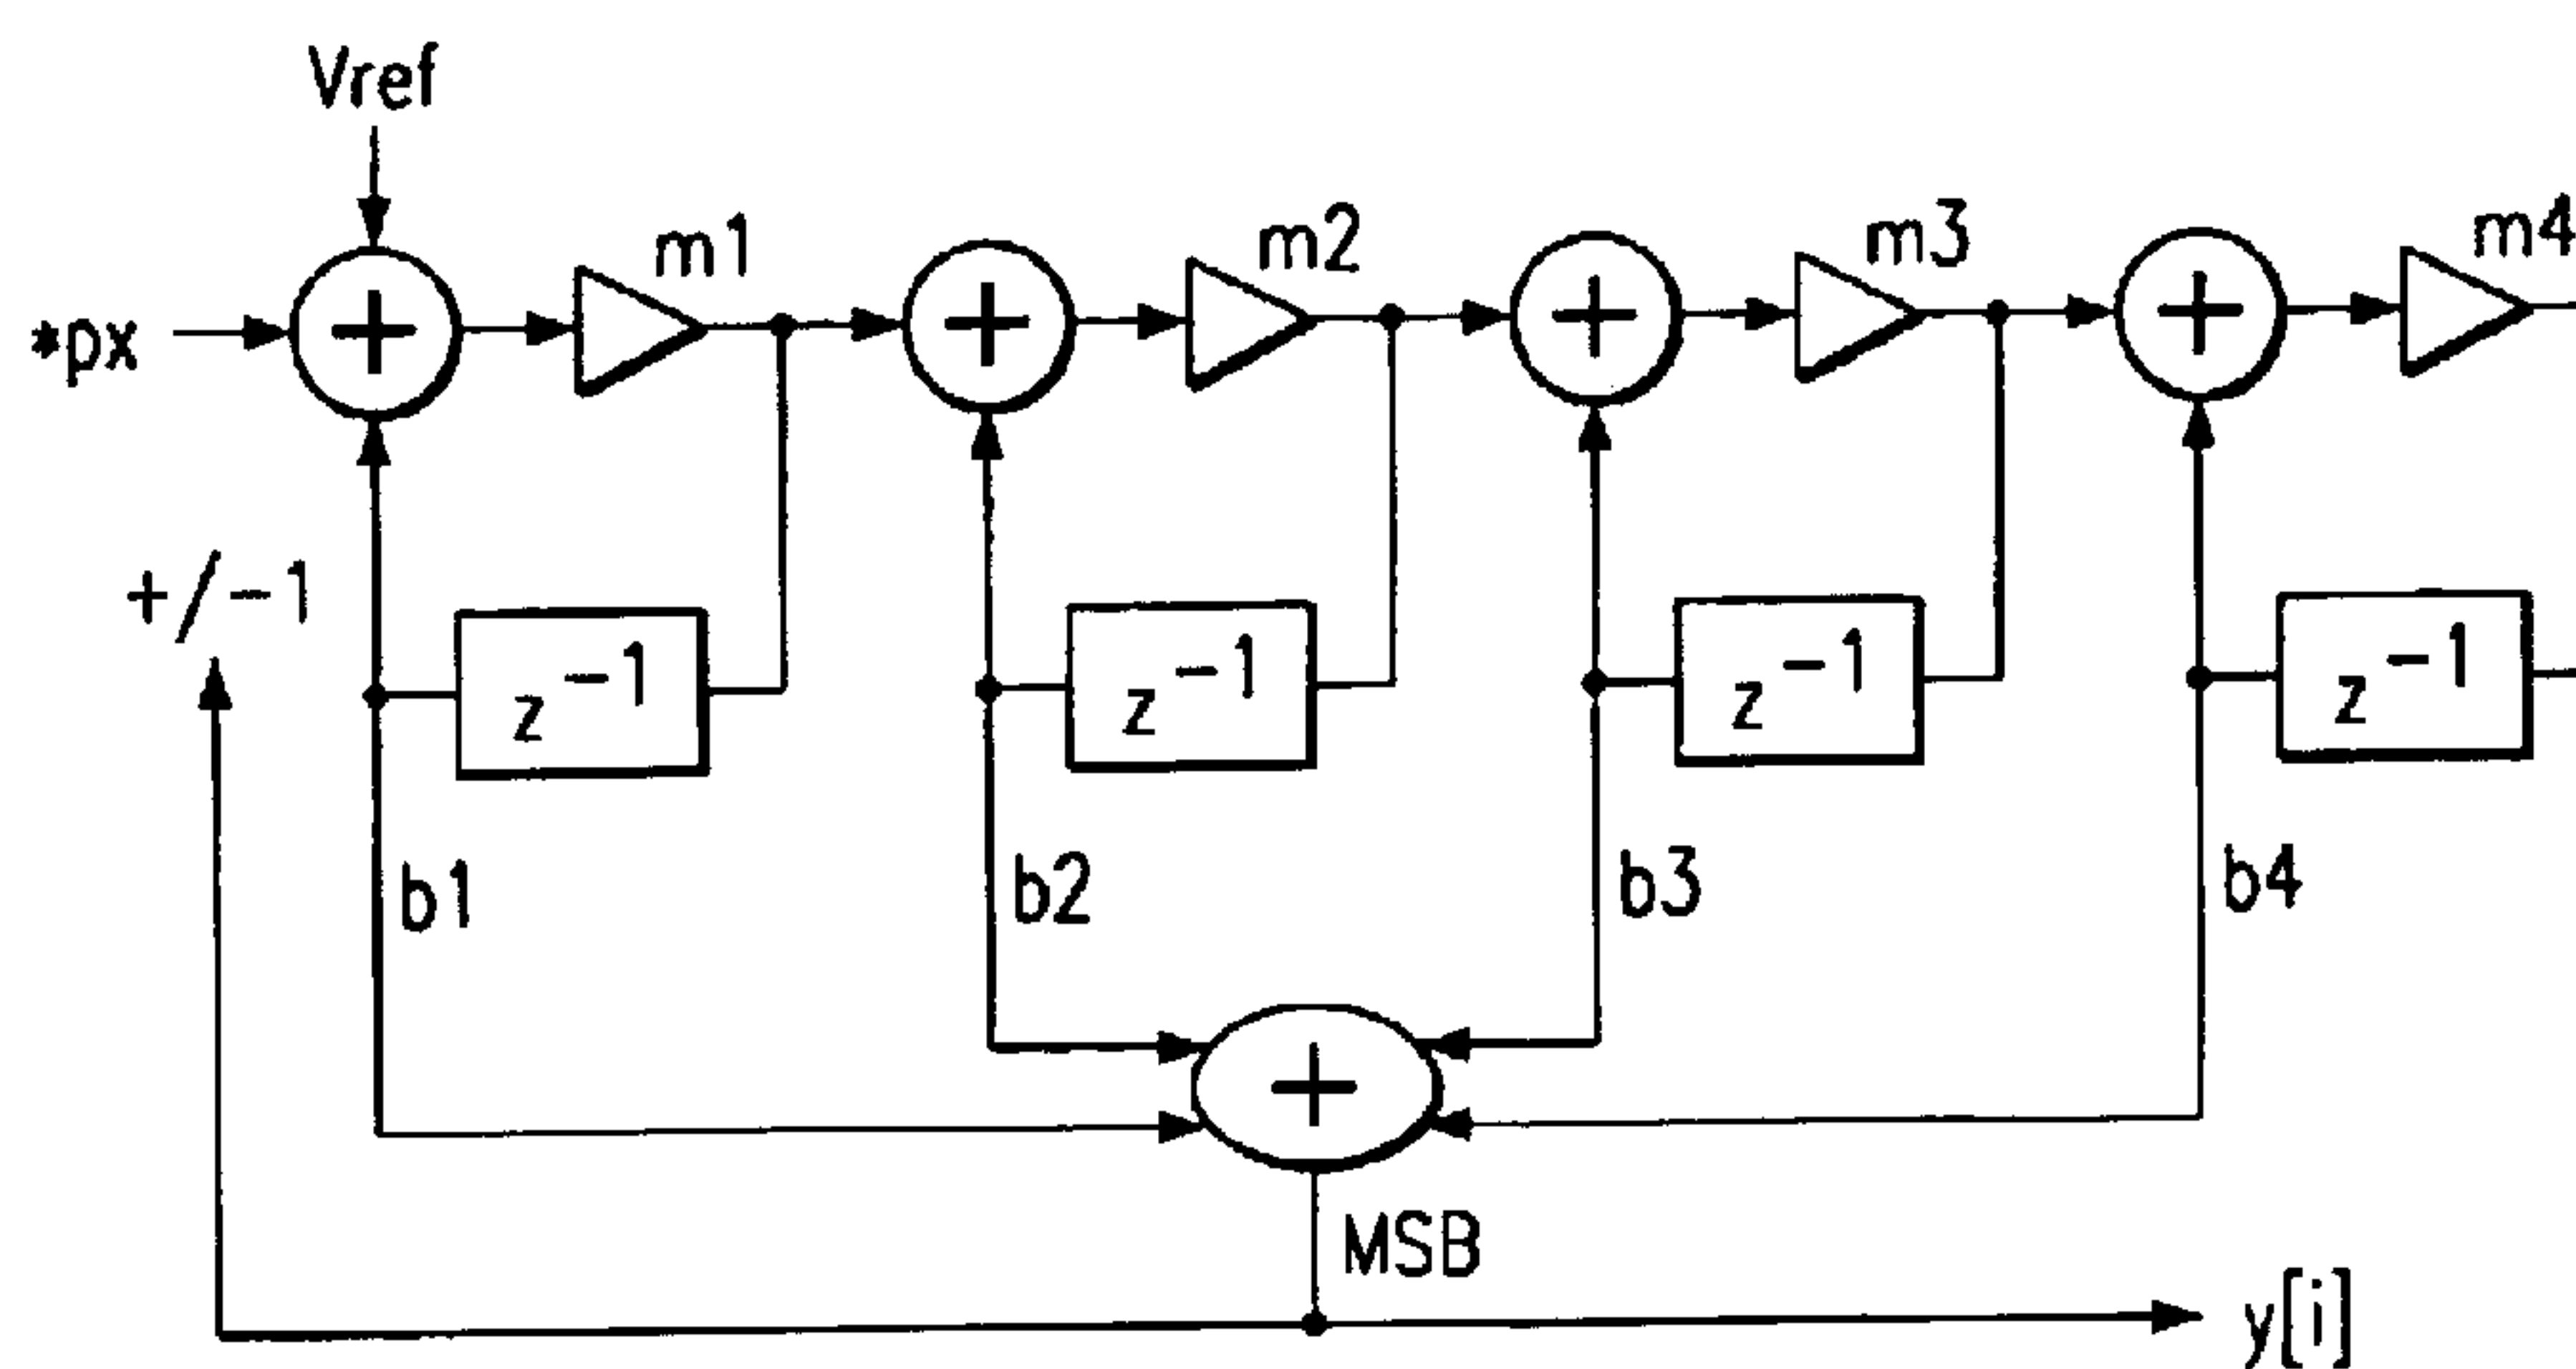 Vref
m1
m2
m3
m4
*px
+/-1
z^-1
z^-1
z^-1
z^-1
b1
b2
b3
b4
MSB
y[i]